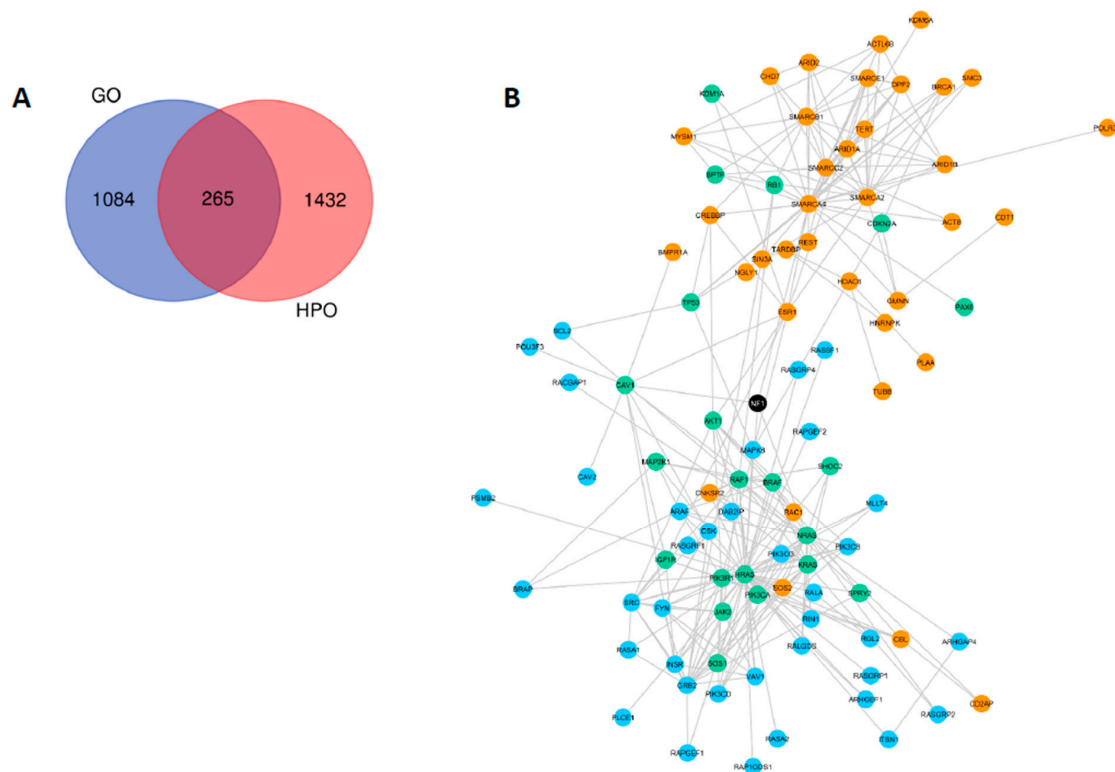 A
GO
1084
265
1432
HPO
B
KDM6A
ACTL6B
ARID2
CHD7
SMARCE1
DPF2
SMC3
BRCA1
KDM1A
SMARCB1
TERT
MYSM1
ARID1A
ARID1B
SMARCC2
BPTF
RB1
SMARCA4
SMARCA2
CREBBP
CDKN2A
ACTB
CDT1
BMPR1A
TARDBP
REST
SIN3A
NGLY1
HDAC8
GMNN
PAX6
TP53
ESR1
HNRNPK
BCL2
POU3F3
RASSF1
PLAA
RASGRP4
RACGAP1
CAV1
TUBB
NF1
AKT1
RAPGEF2
MAPK8
MAP2K1
SHOC2
CAV2
RAF1
BRAF
PSMB2
CNKSR2
MLLT4
ARAF
DAB2IP
RAC1
CSK
NRAS
RASGRF1
PIK3CG
PIK3CB
IGF1R
KRAS
PIK3R1
HRAS
BRAP
SOS2
RALA
SPRY2
PIK3CA
SRC
FYN
JAK2
RIN1
RGL2
CBL
ARHGAP4
RASA1
RALGDS
INSR
SOS1
RASGRP1
GRB2
VAV1
PIK3CD
ARHGEF1
CD2AP
RASGRP2
PLCE1
RASA2
ITSN1
RAPGEF1
RAP1GDS1